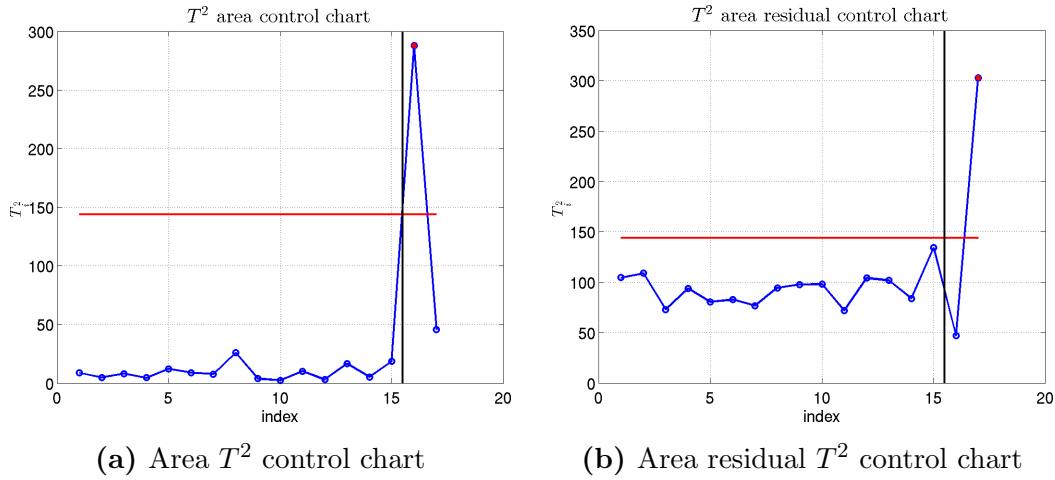 T² area control chart
300
250
200
150
100
50
0
T²ᵢ
0 5 10 15 20
index
(a) Area T² control chart
T² area residual control chart
350
300
250
200
150
100
50
0
T²ᵢ
0 5 10 15 20
index
(b) Area residual T² control chart